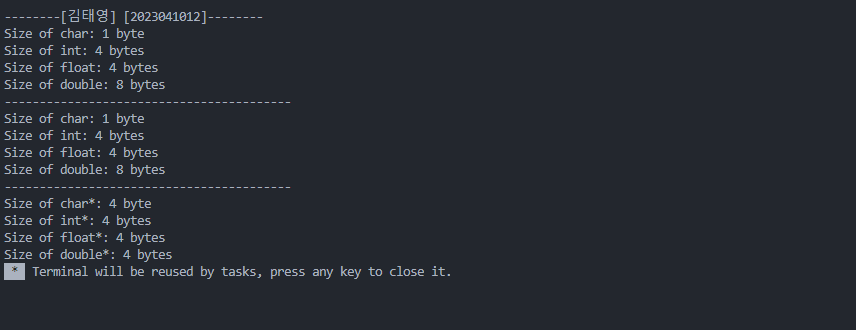 --------[김태영] [2023041012]--------
Size of char: 1 byte
Size of int: 4 bytes
Size of float: 4 bytes
Size of double: 8 bytes
-----------------------------------------
Size of char: 1 byte
Size of int: 4 bytes
Size of float: 4 bytes
Size of double: 8 bytes
-----------------------------------------
Size of char*: 4 byte
Size of int*: 4 bytes
Size of float*: 4 bytes
Size of double*: 4 bytes
* Terminal will be reused by tasks, press any key to close it.